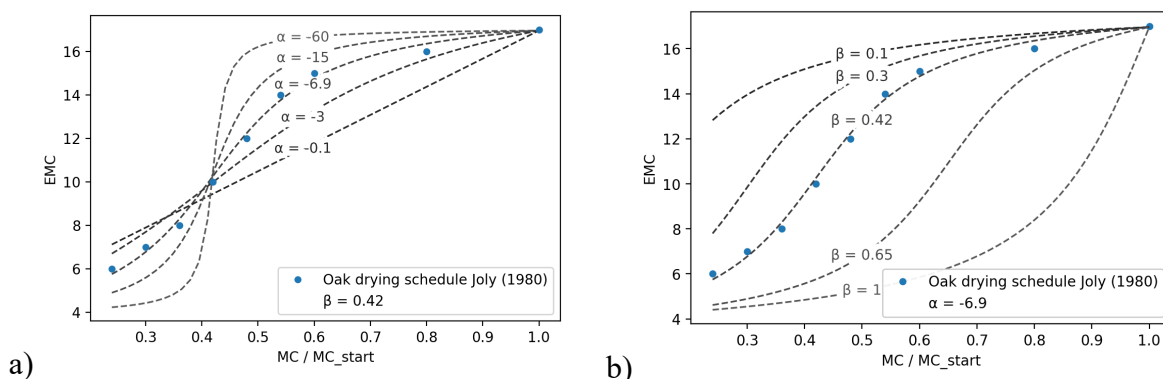 16
14
12
10
8
6
4
EMC
α = -60
α = -15
α = -6.9
α = -3
α = -0.1
Oak drying schedule Joly (1980)
β = 0.42
0.3 0.4 0.5 0.6 0.7 0.8 0.9 1.0
MC / MC_start
a)
16
14
12
10
8
6
4
EMC
β = 0.1
β = 0.3
β = 0.42
β = 0.65
β = 1
Oak drying schedule Joly (1980)
α = -6.9
0.3 0.4 0.5 0.6 0.7 0.8 0.9 1.0
MC / MC_start
b)